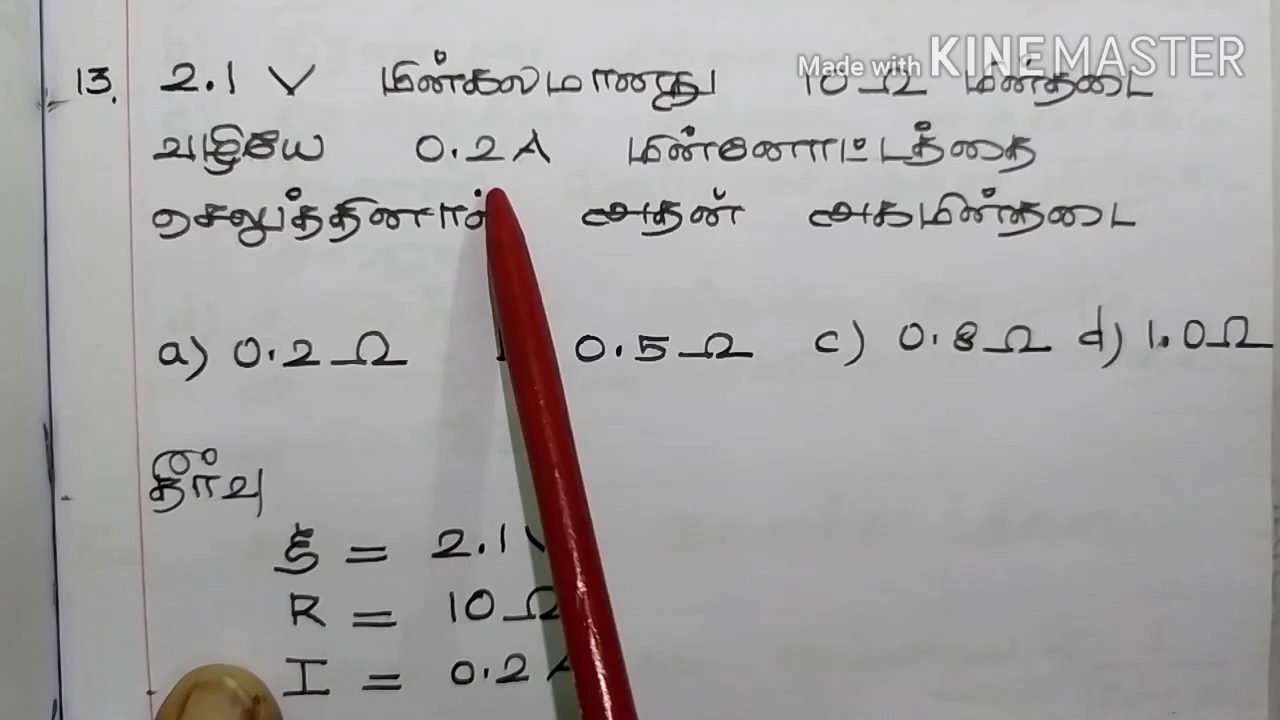 Made with KINEMASTER
13. 2.1 V மின்கலமானது 10 Ω மின்தடை
வழியே 0.2 A மின்னோட்டத்தை
செலுத்தினால் அதன் அகமின்தடை
a) 0.2 Ω 0.5 Ω c) 0.8 Ω d) 1.0 Ω
தீர்வு
ξ = 2.1 V
R = 10 Ω
I = 0.2 A